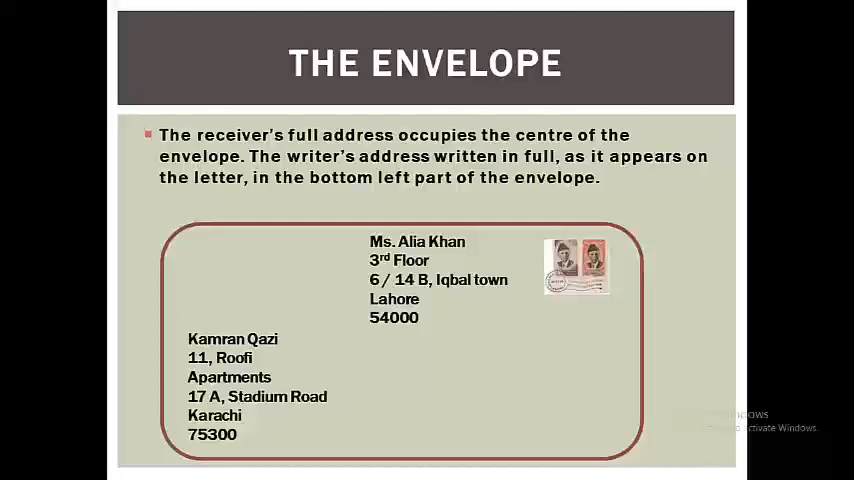 THE ENVELOPE
The receiver's full address occupies the centre of the
envelope. The writer's address written in full, as it appears on
the letter, in the bottom left part of the envelope.
Ms. Alia Khan
3rd Floor
6 / 14 B, Iqbal town
Lahore
54000
Kamran Qazi
11, Roofi
Apartments
17 A, Stadium Road
Karachi
75300
Activate Windows.